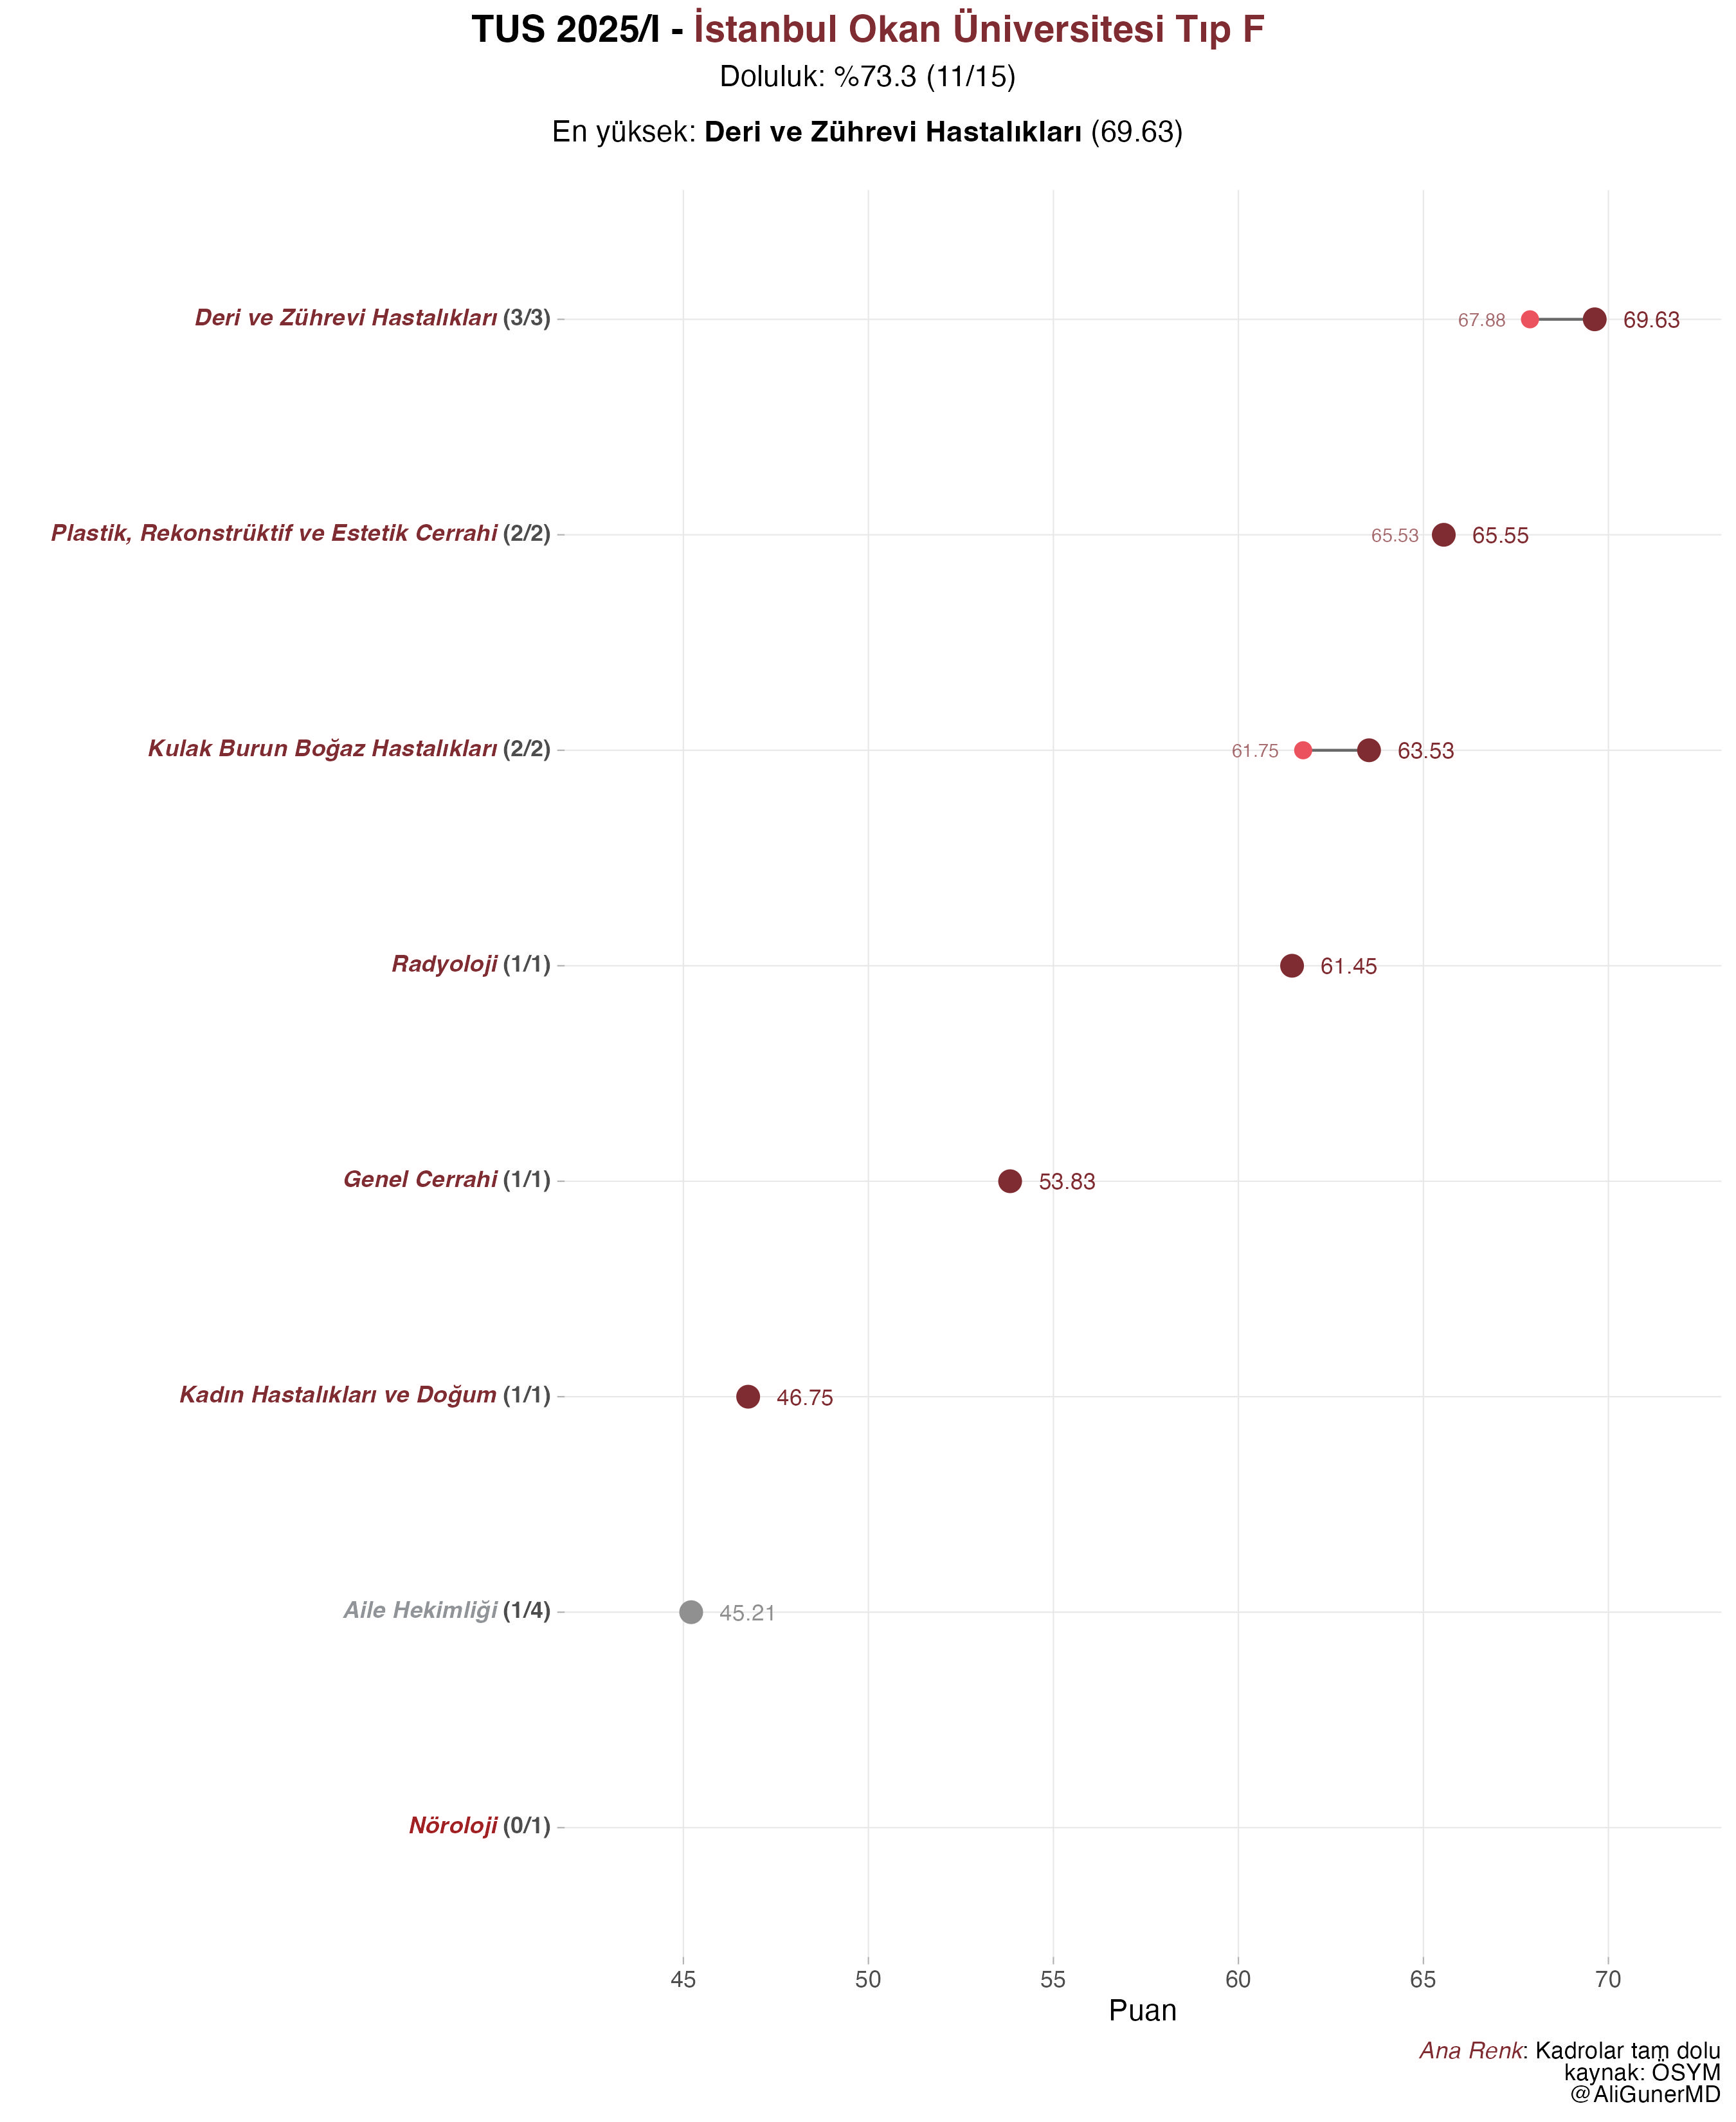 TUS 2025/I - İstanbul Okan Üniversitesi Tıp F
Doluluk: %73.3 (11/15)
En yüksek: Deri ve Zührevi Hastalıkları (69.63)
Deri ve Zührevi Hastalıkları (3/3) 67.88 69.63
Plastik, Rekonstrüktif ve Estetik Cerrahi (2/2) 65.53 65.55
Kulak Burun Boğaz Hastalıkları (2/2) 61.75 63.53
Radyoloji (1/1) 61.45
Genel Cerrahi (1/1) 53.83
Kadın Hastalıkları ve Doğum (1/1) 46.75
Aile Hekimliği (1/4) 45.21
Nöroloji (0/1)
45 50 55 60 65 70
Puan
Ana Renk: Kadrolar tam dolu
kaynak: ÖSYM
@AliGunerMD